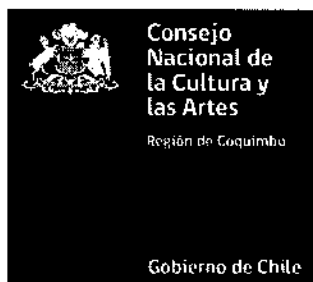 Consejo
Nacional de
la Cultura y
las Artes
Región de Coquimbo
Gobierno de Chile